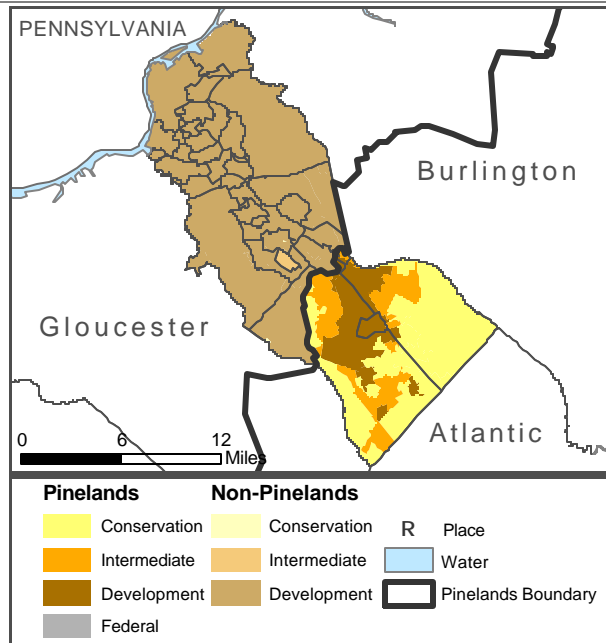 PENNSYLVANIA
Burlington
Gloucester
Atlantic
0 6 12
Miles
Pinelands Non-Pinelands
Conservation Conservation R Place
Intermediate Intermediate Water
Development Development Pinelands Boundary
Federal